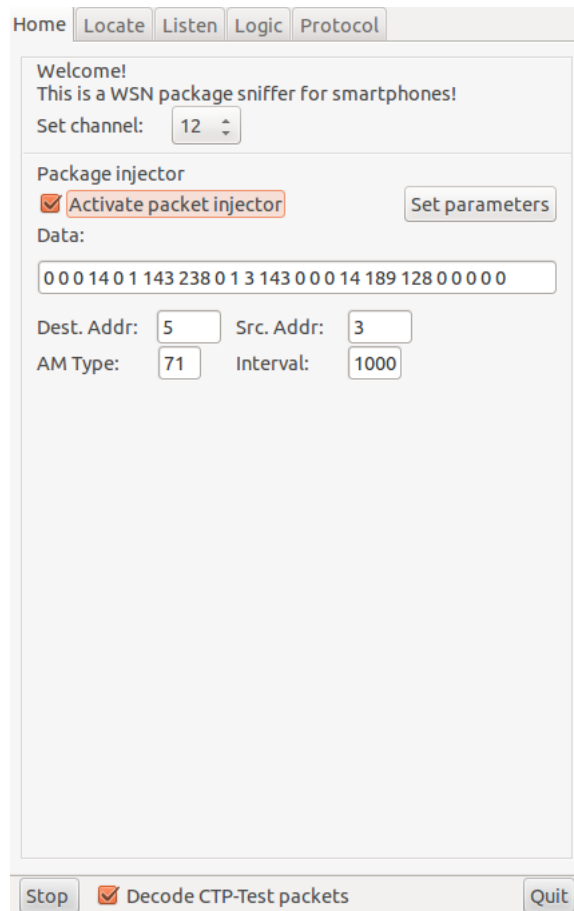 Home Locate Listen Logic Protocol
Welcome!
This is a WSN package sniffer for smartphones!
Set channel: 12
Package injector
Activate packet injector Set parameters
Data:
0 0 0 14 0 1 143 238 0 1 3 143 0 0 0 14 189 128 0 0 0 0 0
Dest. Addr: 5 Src. Addr: 3
AM Type: 71 Interval: 1000
Stop Decode CTP-Test packets Quit